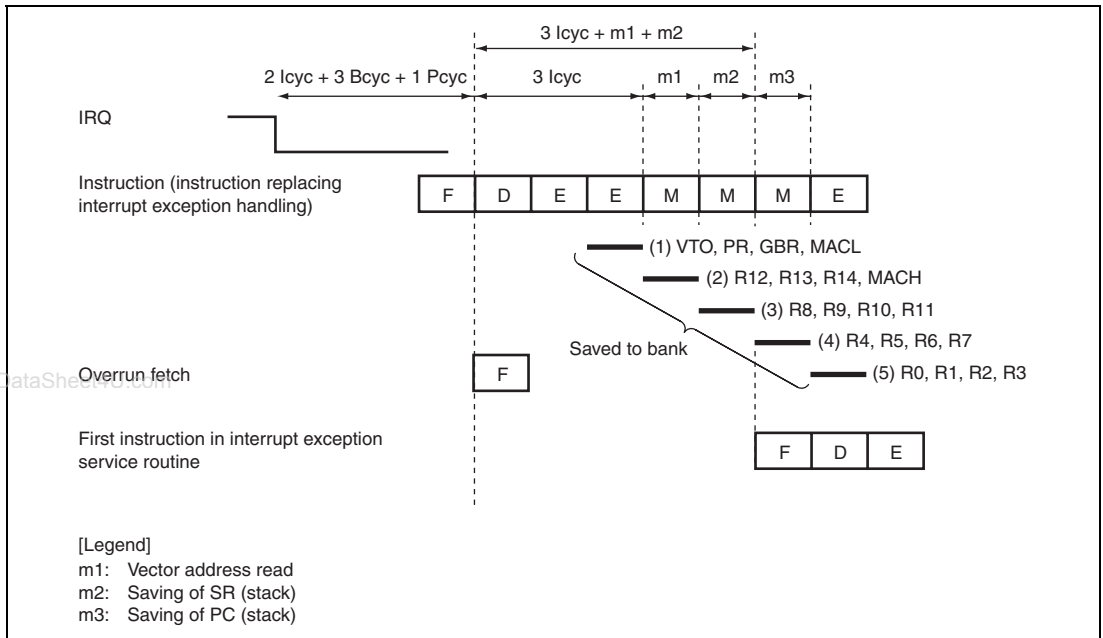 3 Icyc + m1 + m2
2 Icyc + 3 Bcyc + 1 Pcyc
3 Icyc
m1
m2
m3
IRQ
Instruction (instruction replacing
interrupt exception handling)
F D E E M M M E
(1) VTO, PR, GBR, MACL
(2) R12, R13, R14, MACH
(3) R8, R9, R10, R11
(4) R4, R5, R6, R7
Saved to bank
(5) R0, R1, R2, R3
Overrun fetch
F
First instruction in interrupt exception
service routine
F D E
[Legend]
m1: Vector address read
m2: Saving of SR (stack)
m3: Saving of PC (stack)